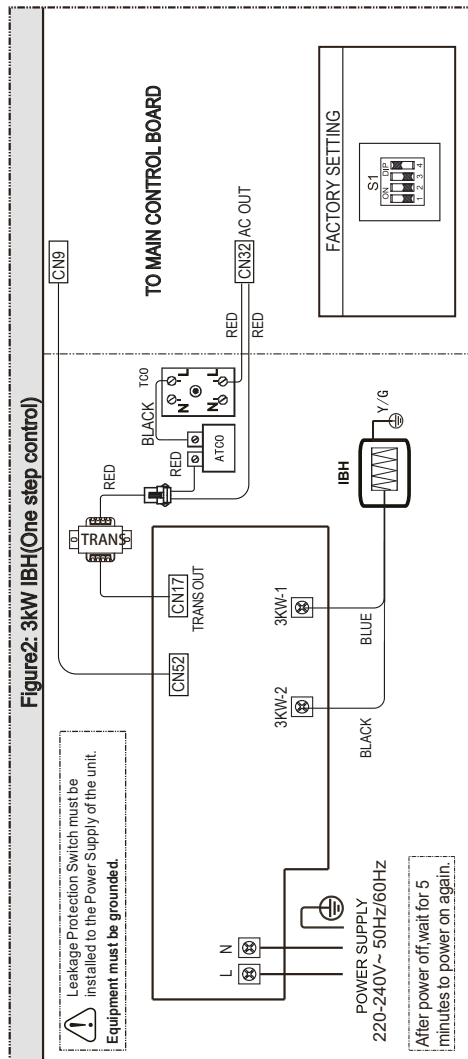 Figure2: 3kW IBH(One step control)
Leakage Protection Switch must be
installed to the Power Supply of the unit.
Equipment must be grounded.
CN9
TO MAIN CONTROL BOARD
CN52
TRANS
0
0
RED
CN17
TRANS OUT
BLACK
TCO
N
L
N
L
RED
ATCO
RED
RED
CN32 AC OUT
L
N
3KW-2
3KW-1
BLACK
BLUE
IBH
Y/G
POWER SUPPLY
220-240V~ 50Hz/60Hz
After power off,wait for 5
minutes to power on again.
FACTORY SETTING
S1
ON DIP
1 2 3 4